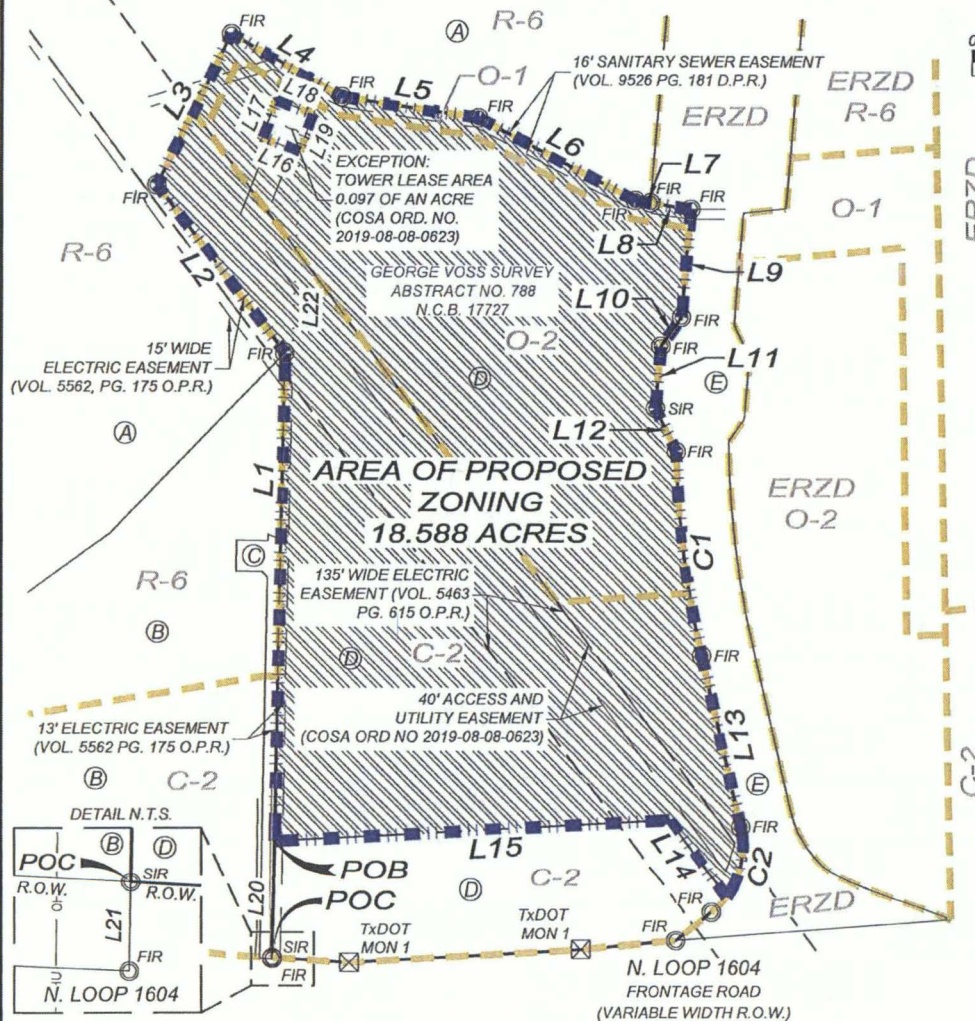 FIR
R-6
A
L4
L5
O-1
16' SANITARY SEWER EASEMENT
(VOL. 9526 PG. 181 D.P.R.)
ERZD
R-6
ERZD
ERZD
L3
L17
L18
L19
L16
FIR
FIR
L6
L7
FIR
FIR
O-1
EXCEPTION:
TOWER LEASE AREA
0.097 OF AN ACRE
(COSA ORD. NO.
2019-08-08-0623)
FIR
L8
ERZD
R-6
L2
L22
GEORGE VOSS SURVEY
ABSTRACT NO. 788
N.C.B. 17727
L9
L10
FIR
O-2
FIR
L11
15' WIDE
ELECTRIC EASEMENT
(VOL. 5562, PG. 175 O.P.R.)
FIR
D
E
SIR
A
L12
FIR
L1
AREA OF PROPOSED
ZONING
18.588 ACRES
ERZD
O-2
C
135' WIDE ELECTRIC
EASEMENT (VOL. 5463
PG. 615 O.P.R.)
C1
R-6
B
D
C-2
FIR
40' ACCESS AND
UTILITY EASEMENT
(COSA ORD NO 2019-08-08-0623)
13' ELECTRIC EASEMENT
(VOL. 5562 PG. 175 O.P.R.)
L13
B
C-2
E
C-2
DETAIL N.T.S.
B
D
POC
SIR
R.O.W.
R.O.W.
L21
FIR
N. LOOP 1604
L15
L14
FIR
C2
POB
L20
POC
D
C-2
ERZD
TxDOT
MON 1
TxDOT
MON 1
SIR
FIR
FIR
FIR
N. LOOP 1604
FRONTAGE ROAD
(VARIABLE WIDTH R.O.W.)